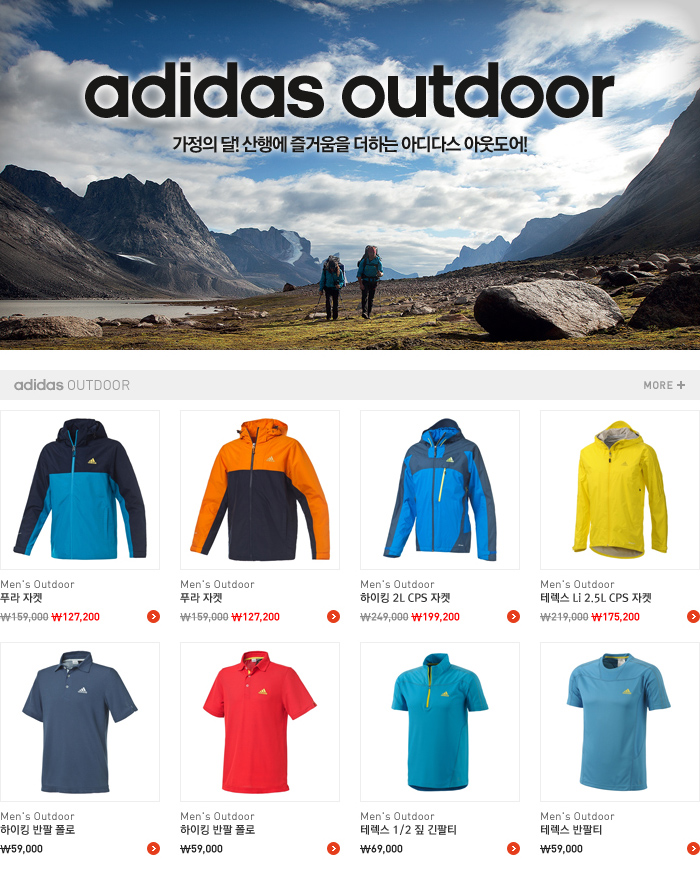 adidas outdoor
가정의 달! 산행에 즐거움을 더하는 아디다스 아웃도어!
adidas OUTDOOR
MORE +
Men's Outdoor
푸라 자켓
₩159,000 ₩127,200
Men's Outdoor
푸라 자켓
₩159,000 ₩127,200
Men's Outdoor
하이킹 2L CPS 자켓
₩249,000 ₩199,200
Men's Outdoor
테렉스 Li 2.5L CPS 자켓
₩219,000 ₩175,200
Men's Outdoor
하이킹 반팔 폴로
₩59,000
Men's Outdoor
하이킹 반팔 폴로
₩59,000
Men's Outdoor
테렉스 1/2 짚 긴팔티
₩69,000
Men's Outdoor
테렉스 반팔티
₩59,000